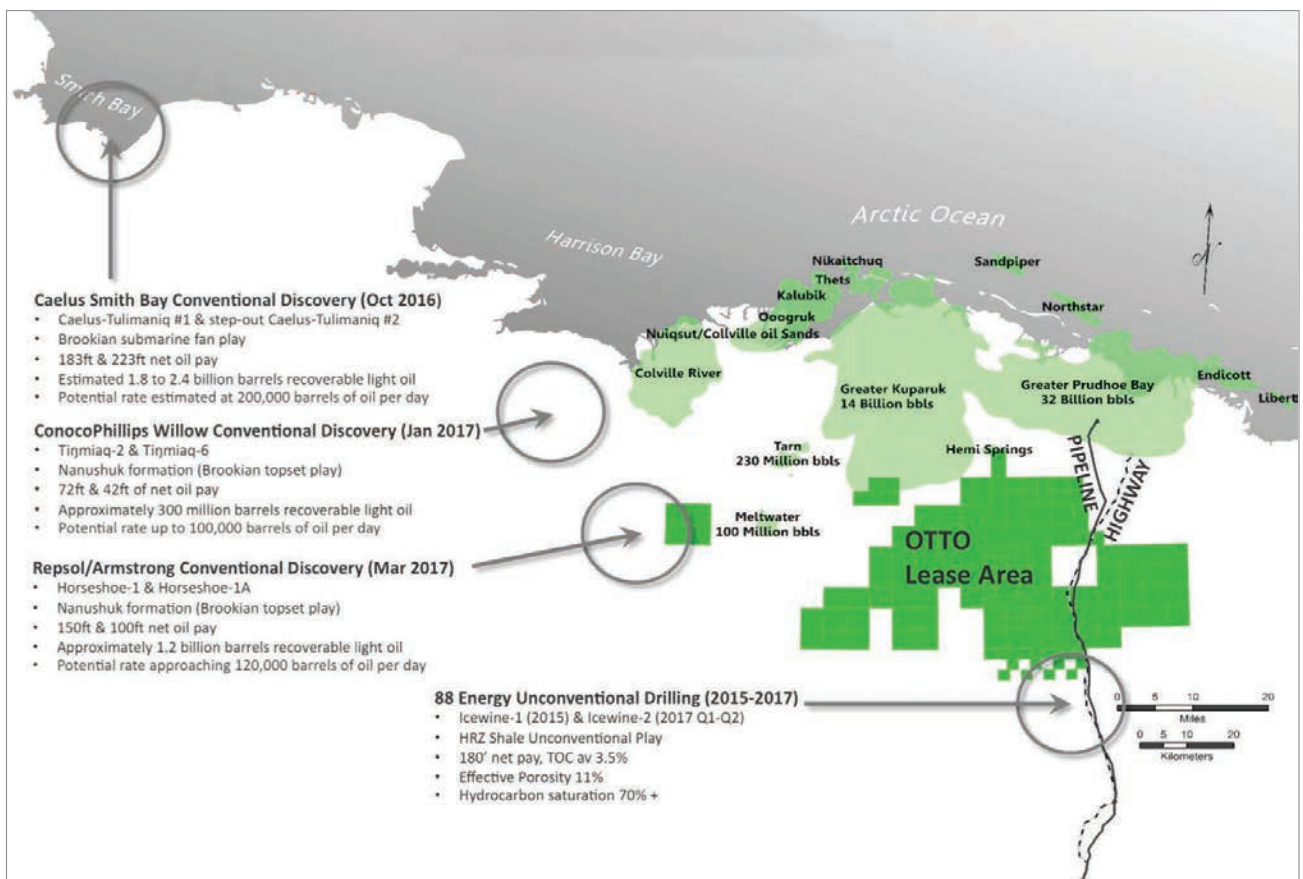 Smith Bay
Arctic Ocean
Harrison Bay
Nikaitchuq
Sandpiper
Thets
Kalubik
Northstar
Ooogruk
Nuiqsut/Collville oil Sands
Colville River
Endicott
Greater Kuparuk
14 Billion bbls
Greater Prudhoe Bay
32 Billion bbls
Libert
Tarn
230 Million bbls
Hemi Springs
PIPELINE
HIGHWAY
Meltwater
100 Million bbls
OTTO
Lease Area
Caelus Smith Bay Conventional Discovery (Oct 2016)
• Caelus-Tulimaniq #1 & step-out Caelus-Tulimaniq #2
• Brookian submarine fan play
• 183ft & 223ft net oil pay
• Estimated 1.8 to 2.4 billion barrels recoverable light oil
• Potential rate estimated at 200,000 barrels of oil per day
ConocoPhillips Willow Conventional Discovery (Jan 2017)
• Tiŋmiaq-2 & Tiŋmiaq-6
• Nanushuk formation (Brookian topset play)
• 72ft & 42ft of net oil pay
• Approximately 300 million barrels recoverable light oil
• Potential rate up to 100,000 barrels of oil per day
Repsol/Armstrong Conventional Discovery (Mar 2017)
• Horseshoe-1 & Horseshoe-1A
• Nanushuk formation (Brookian topset play)
• 150ft & 100ft net oil pay
• Approximately 1.2 billion barrels recoverable light oil
• Potential rate approaching 120,000 barrels of oil per day
88 Energy Unconventional Drilling (2015-2017)
• Icewine-1 (2015) & Icewine-2 (2017 Q1-Q2)
• HRZ Shale Unconventional Play
• 180' net pay, TOC av 3.5%
• Effective Porosity 11%
• Hydrocarbon saturation 70% +
0 5 10 20
Miles
0 5 10 20
Kilometers
N